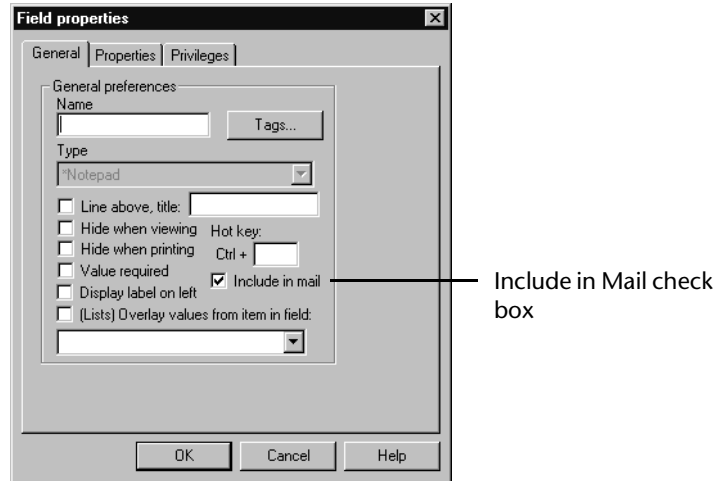 Field properties
General Properties Privileges
General preferences
Name
Tags...
Type
*Notepad
Line above, title:
Hide when viewing Hot key:
Hide when printing Ctrl +
Value required
Include in mail
Display label on left
(Lists) Overlay values from item in field:
OK Cancel Help
Include in Mail check
box